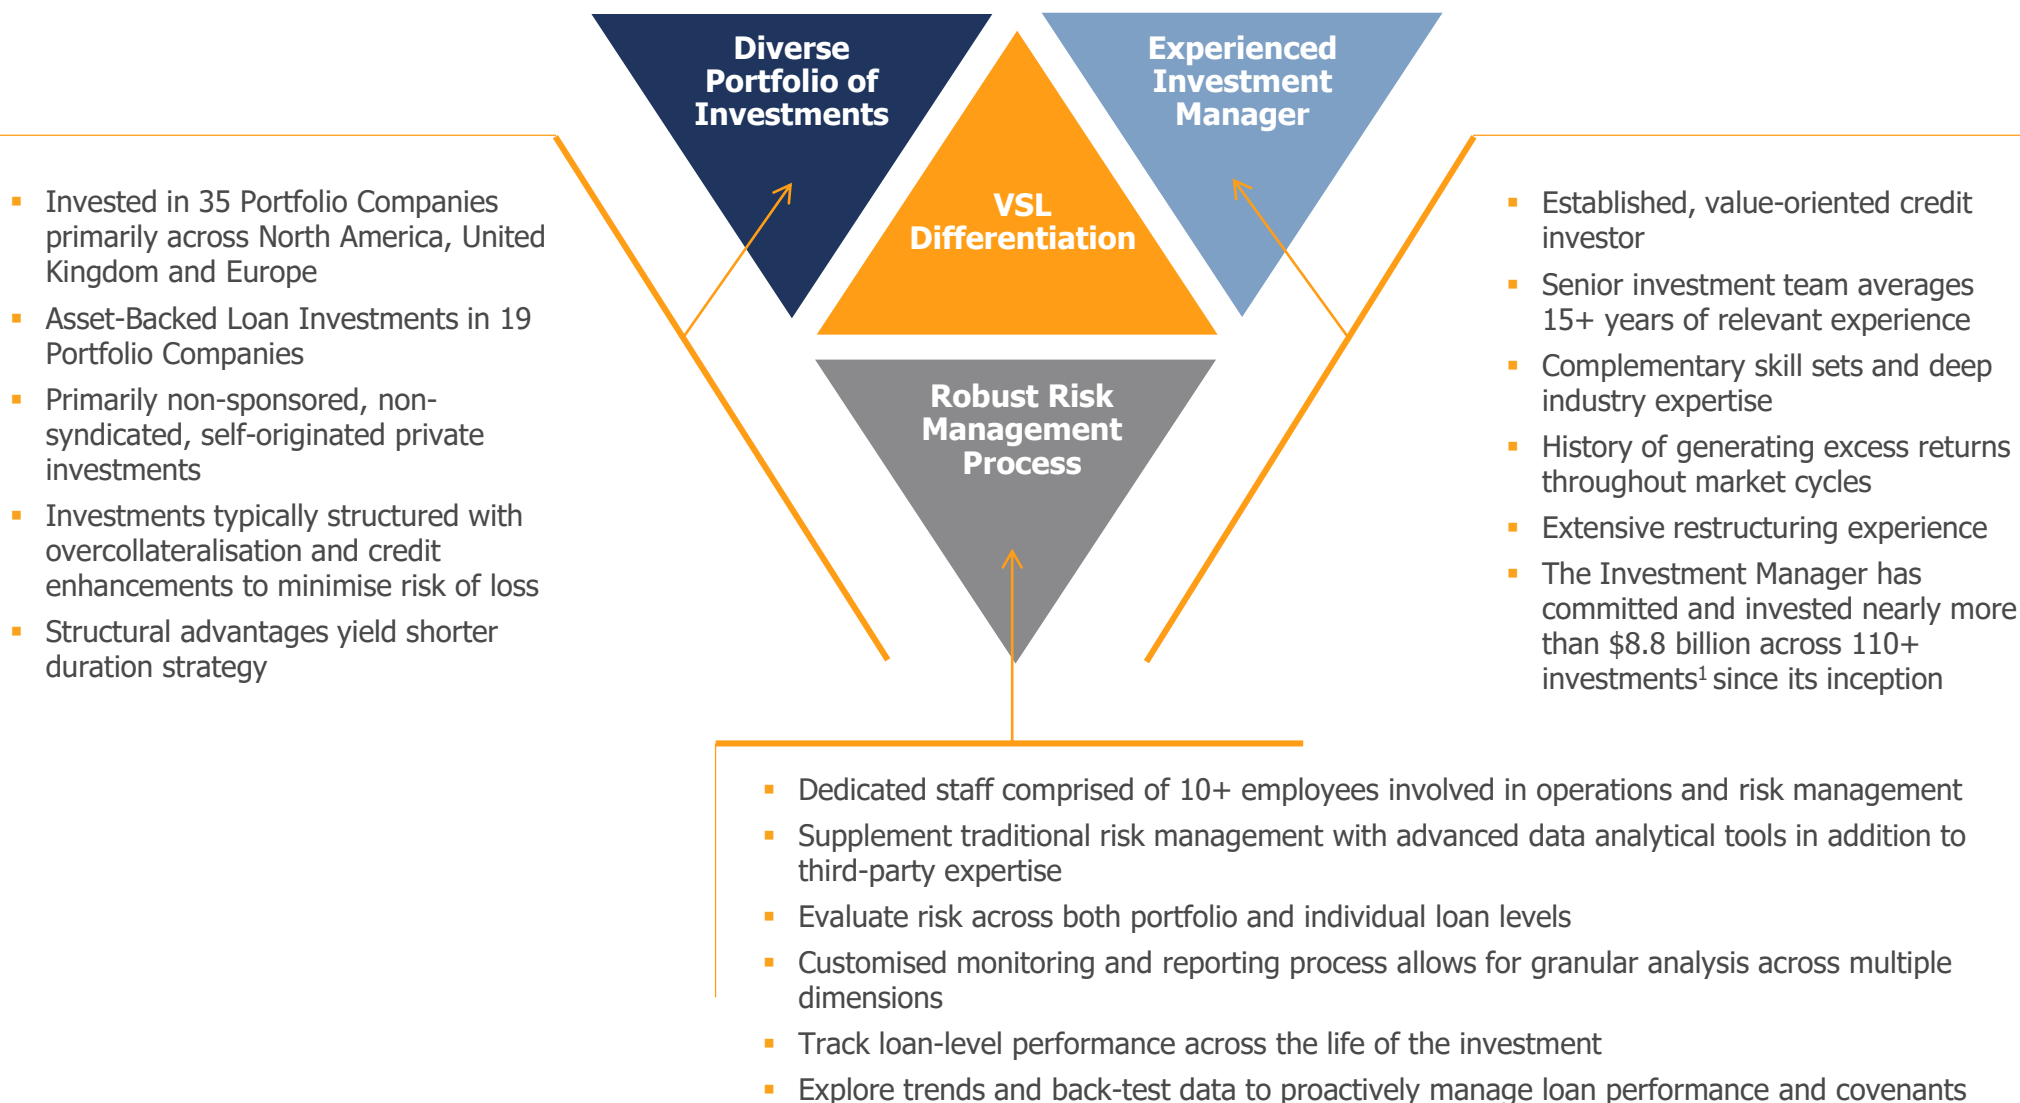 Diverse
Portfolio of
Investments
Experienced
Investment
Manager
VSL
Differentiation
Robust Risk
Management
Process
▪ Invested in 35 Portfolio Companies
primarily across North America, United
Kingdom and Europe
▪ Asset-Backed Loan Investments in 19
Portfolio Companies
▪ Primarily non-sponsored, non-
syndicated, self-originated private
investments
▪ Investments typically structured with
overcollateralisation and credit
enhancements to minimise risk of loss
▪ Structural advantages yield shorter
duration strategy
▪ Established, value-oriented credit
investor
▪ Senior investment team averages
15+ years of relevant experience
▪ Complementary skill sets and deep
industry expertise
▪ History of generating excess returns
throughout market cycles
▪ Extensive restructuring experience
▪ The Investment Manager has
committed and invested nearly more
than $8.8 billion across 110+
investments¹ since its inception
▪ Dedicated staff comprised of 10+ employees involved in operations and risk management
▪ Supplement traditional risk management with advanced data analytical tools in addition to
third-party expertise
▪ Evaluate risk across both portfolio and individual loan levels
▪ Customised monitoring and reporting process allows for granular analysis across multiple
dimensions
▪ Track loan-level performance across the life of the investment
▪ Explore trends and back-test data to proactively manage loan performance and covenants